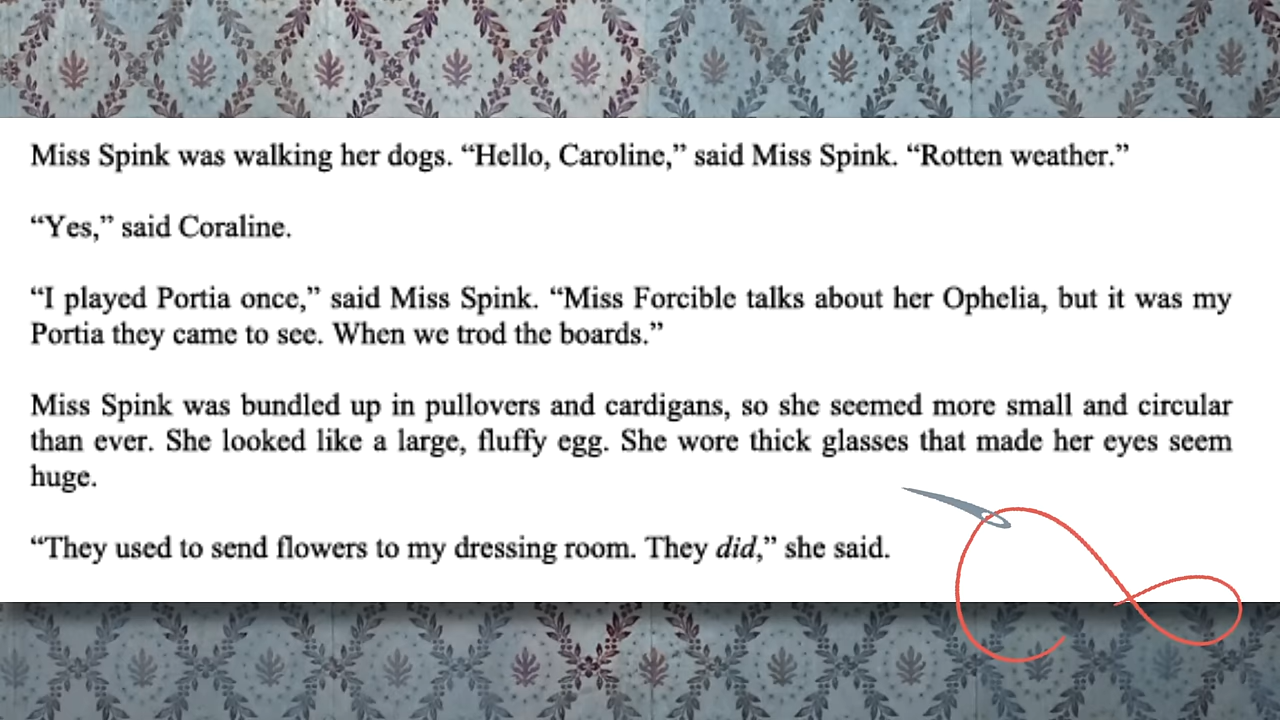 Miss Spink was walking her dogs. “Hello, Caroline,” said Miss Spink. “Rotten weather.”
“Yes,” said Coraline.
“I played Portia once,” said Miss Spink. “Miss Forcible talks about her Ophelia, but it was my
Portia they came to see. When we trod the boards.”
Miss Spink was bundled up in pullovers and cardigans, so she seemed more small and circular
than ever. She looked like a large, fluffy egg. She wore thick glasses that made her eyes seem
huge.
“They used to send flowers to my dressing room. They did,” she said.